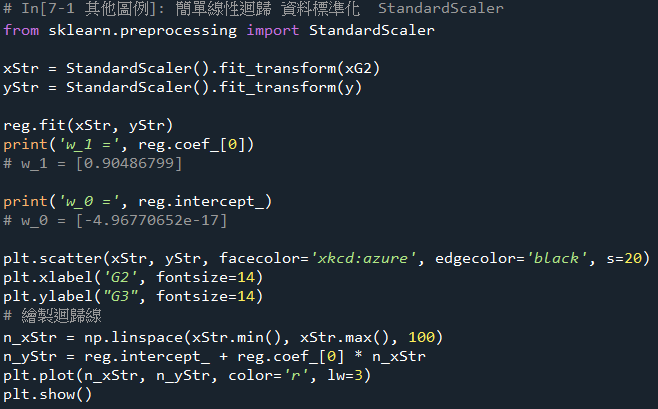 # In[7-1 其他圖例]: 簡單線性迴歸 資料標準化  StandardScaler
from sklearn.preprocessing import StandardScaler
xStr = StandardScaler().fit_transform(xG2)
yStr = StandardScaler().fit_transform(y)
reg.fit(xStr, yStr)
print('w_1 =', reg.coef_[0])
# w_1 = [0.90486799]
print('w_0 =', reg.intercept_)
# w_0 = [-4.96770652e-17]
plt.scatter(xStr, yStr, facecolor='xkcd:azure', edgecolor='black', s=20)
plt.xlabel('G2', fontsize=14)
plt.ylabel("G3", fontsize=14)
# 繪製迴歸線
n_xStr = np.linspace(xStr.min(), xStr.max(), 100)
n_yStr = reg.intercept_ + reg.coef_[0] * n_xStr
plt.plot(n_xStr, n_yStr, color='r', lw=3)
plt.show()